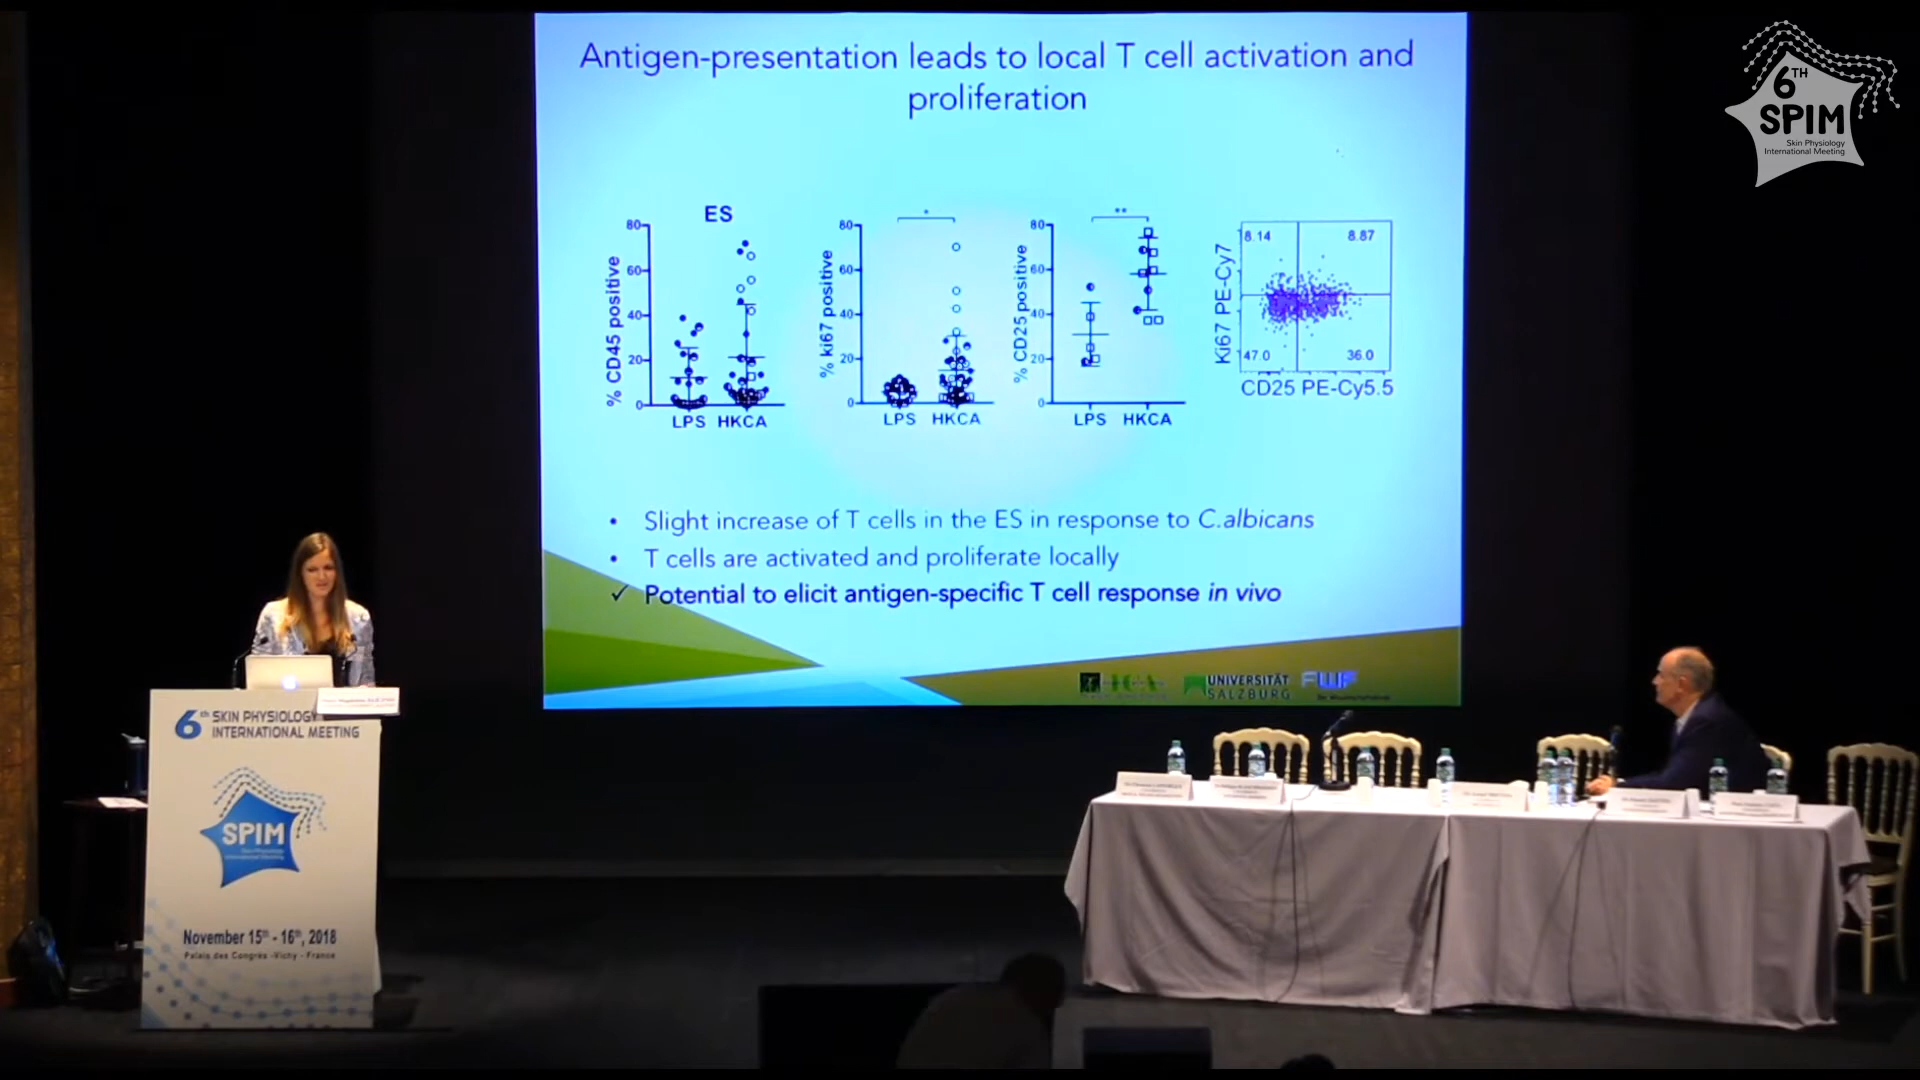 Antigen-presentation leads to local T cell activation and
proliferation
ES
% CD45 positive
80
60
40
20
0
LPS HKCA
*
% ki67 positive
80
60
40
20
0
LPS HKCA
**
% CD25 positive
80
60
40
20
0
LPS HKCA
Ki67 PE-Cy7
8.14 8.87
47.0 36.0
CD25 PE-Cy5.5
• Slight increase of T cells in the ES in response to C.albicans
• T cells are activated and proliferate locally
✓ Potential to elicit antigen-specific T cell response in vivo
UNIVERSITÄT
SALZBURG
FWF
6TH
SPIM
Skin Physiology
International Meeting
6th SKIN PHYSIOLOGY
INTERNATIONAL MEETING
SPIM
Skin Physiology
International Meeting
November 15th - 16th, 2018
Palais des Congrès - Vichy - France